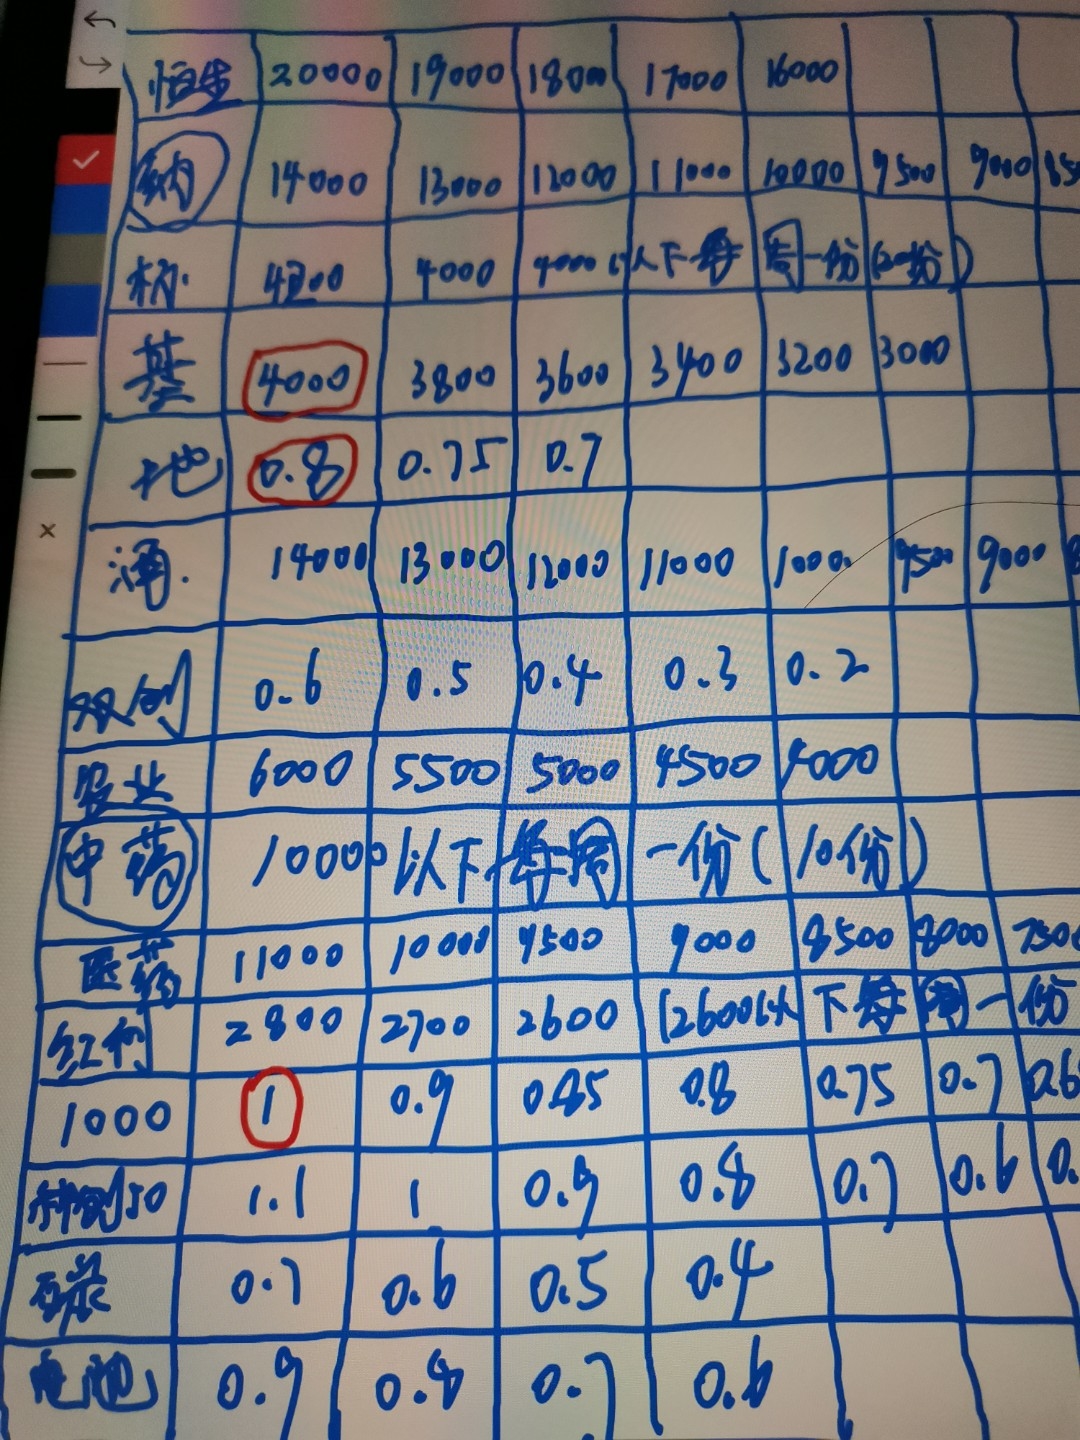 恒生 20000 19000 18000 17000 16000
纳 14000 13000 12000 11000 10000 9500 9000
4200 4000 4000以下每周一份(20份)
基 4000 3800 3600 3400 3200 3000
地 0.8 0.75 0.7
14000 13000 12000 11000 1000 9500 9000
双创 0.6 0.5 0.4 0.3 0.2
农业 6000 5500 5000 4500 4000
中药 10000以下每周一份(10份)
医药 11000 10000 9500 9000 8500 8000 7500
红利 2800 2700 2600 (2600以下每周一份
1000 1 0.9 0.85 0.8 0.75 0.7 0.6
科创50 1.1 1 0.9 0.8 0.7 0.6 0.
0.7 0.6 0.5 0.4
电池 0.9 0.8 0.7 0.6